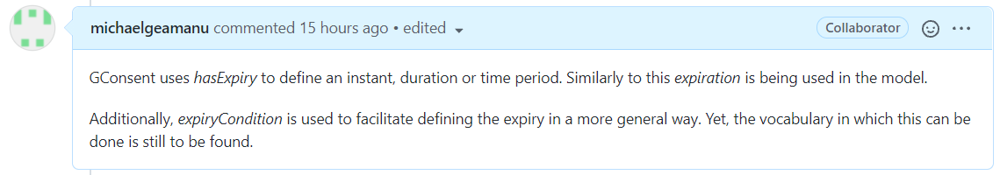 michaelgeamanu commented 15 hours ago • edited
Collaborator
GConsent uses hasExpiry to define an instant, duration or time period. Similarly to this expiration is being used in the model.
Additionally, expiryCondition is used to facilitate defining the expiry in a more general way. Yet, the vocabulary in which this can be
done is still to be found.